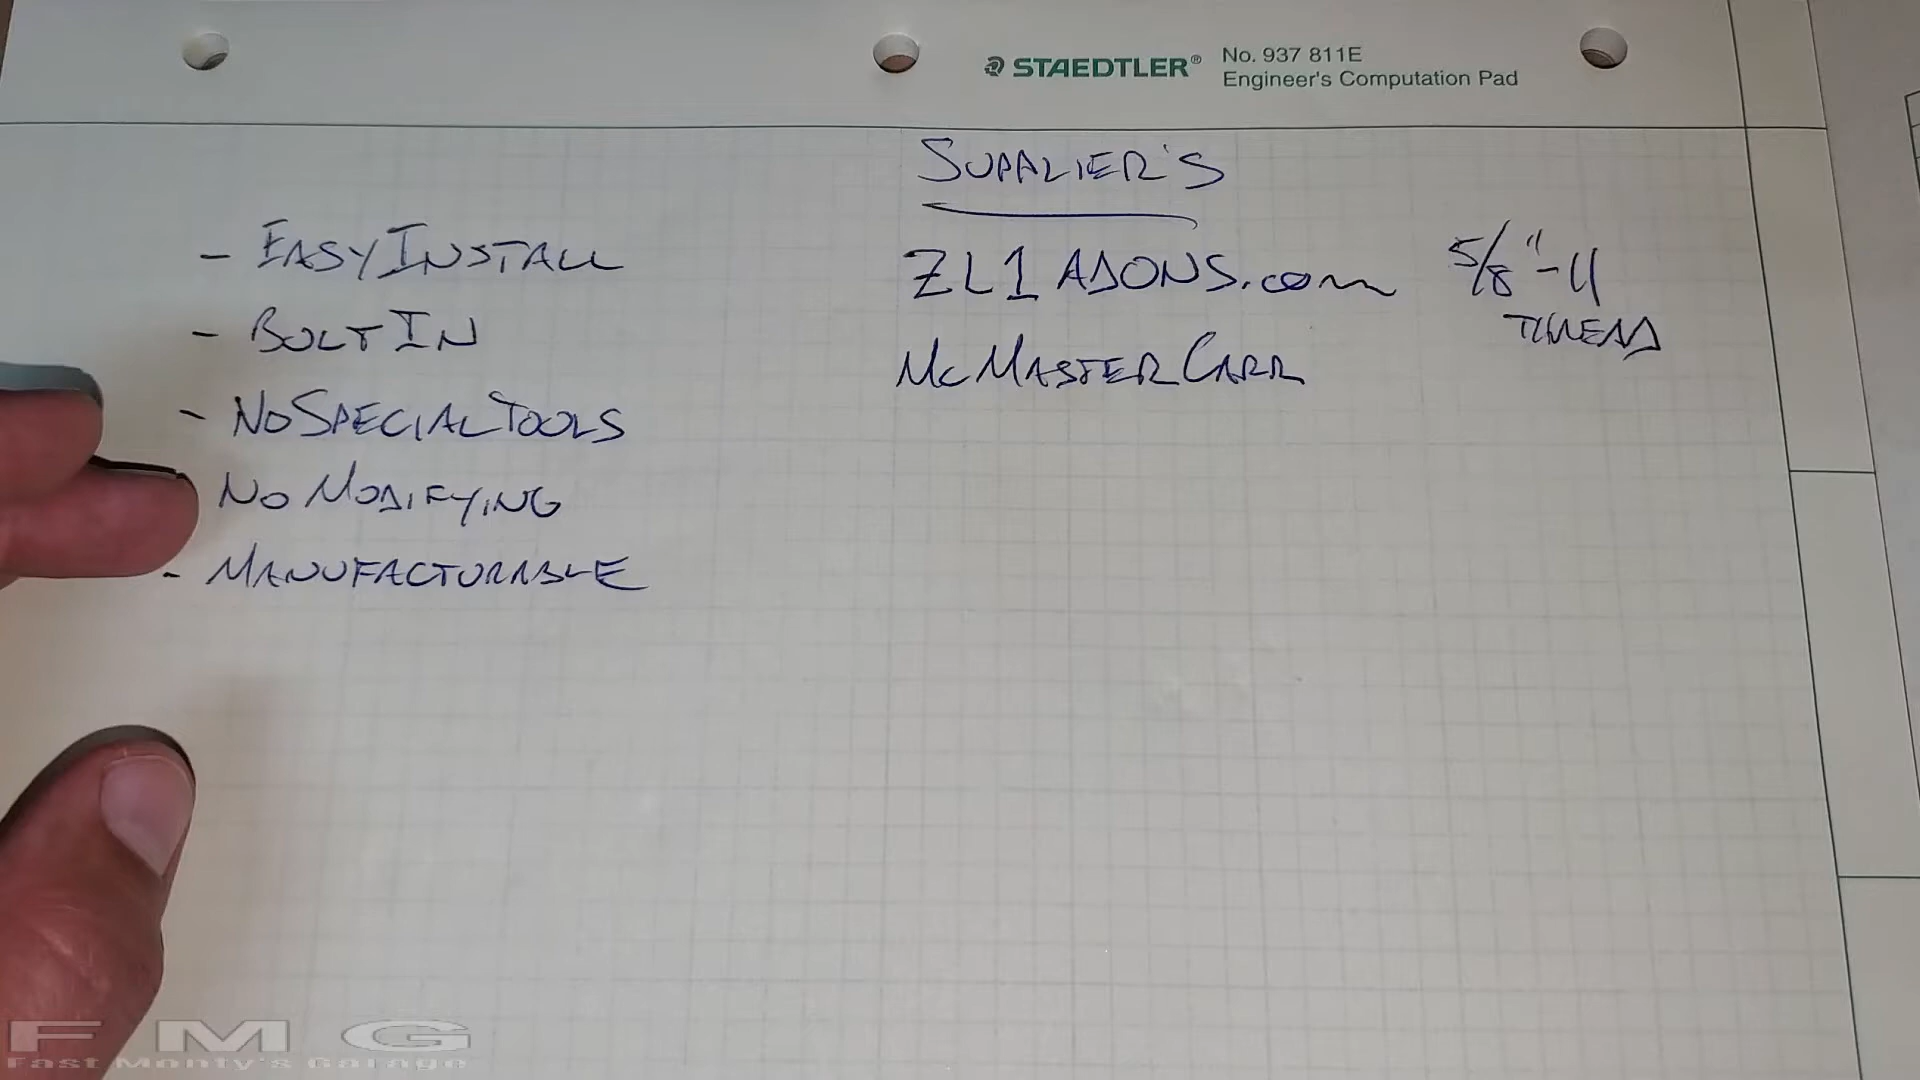 STAEDTLER® No. 937 811E
Engineer's Computation Pad
SUPPLIER'S
- EASY INSTALL
- BOLT IN
- NO SPECIAL TOOLS
NO MODIFYING
- MANUFACTURABLE
ZL1 ADDONS.com 5/8"-11
THREAD
MCMASTER CARR
FMG
Fast Monty's Garage